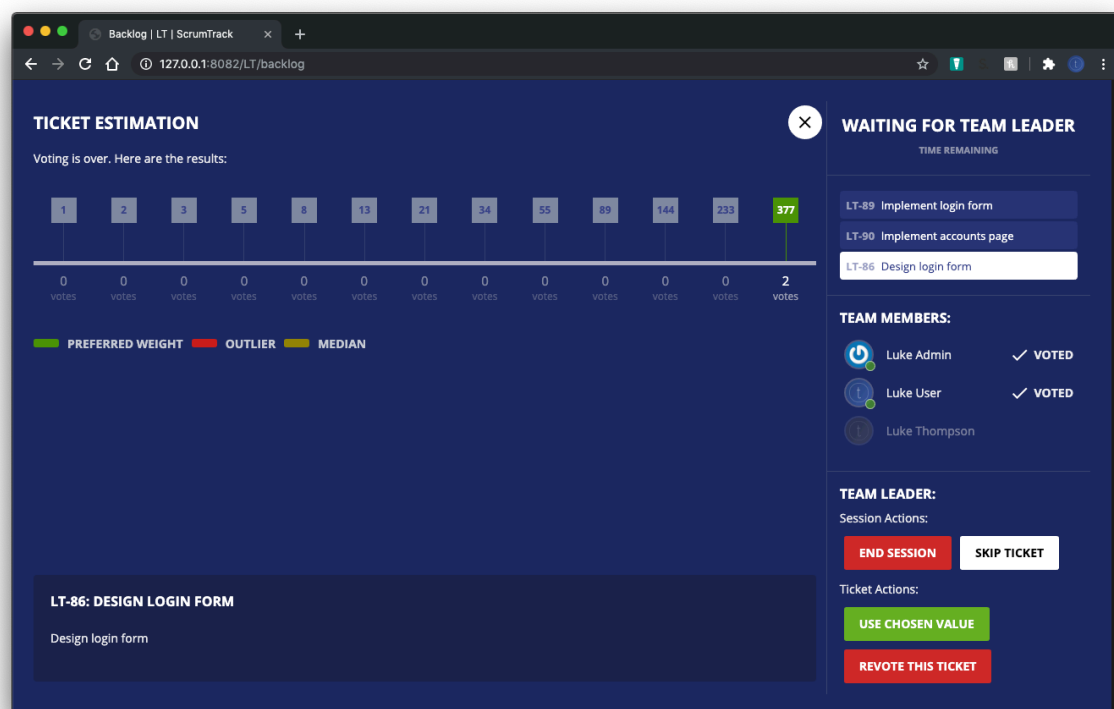 Backlog | LT | ScrumTrack
127.0.0.1:8082/LT/backlog
TICKET ESTIMATION
Voting is over. Here are the results:
1 2 3 5 8 13 21 34 55 89 144 233 377
0 0 0 0 0 0 0 0 0 0 0 0 2
votes votes votes votes votes votes votes votes votes votes votes votes votes
PREFERRED WEIGHT OUTLIER MEDIAN
LT-86: DESIGN LOGIN FORM
Design login form
WAITING FOR TEAM LEADER
TIME REMAINING
LT-89 Implement login form
LT-90 Implement accounts page
LT-86 Design login form
TEAM MEMBERS:
Luke Admin VOTED
t Luke User VOTED
t Luke Thompson
TEAM LEADER:
Session Actions:
END SESSION SKIP TICKET
Ticket Actions:
USE CHOSEN VALUE
REVOTE THIS TICKET